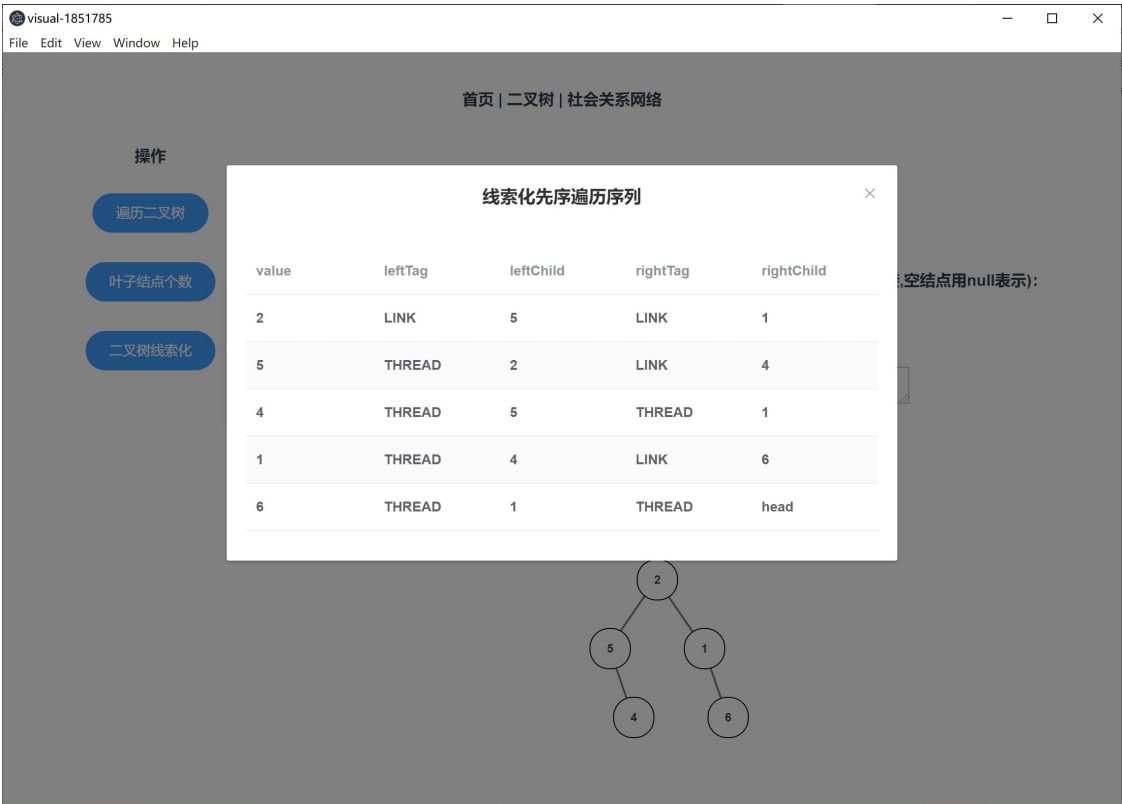 visual-1851785
File Edit View Window Help
首页 | 二叉树 | 社会关系网络
操作
遍历二叉树
叶子结点个数
二叉树线索化
,空结点用null表示):
线索化先序遍历序列
value leftTag leftChild rightTag rightChild
2 LINK 5 LINK 1
5 THREAD 2 LINK 4
4 THREAD 5 THREAD 1
1 THREAD 4 LINK 6
6 THREAD 1 THREAD head
2
5 1
4 6